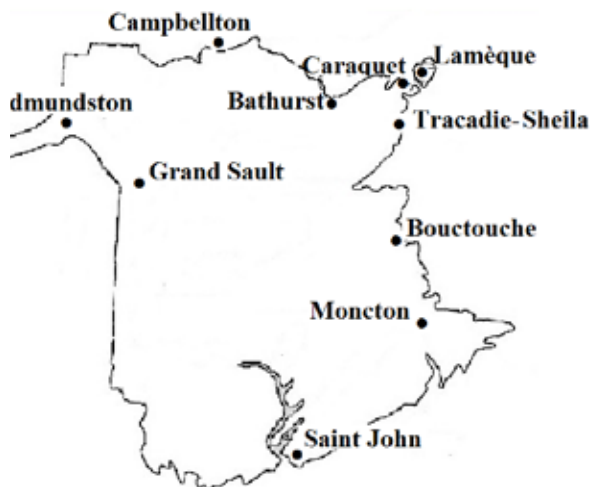 Campbellton
Lamèque
Caraquet
dmundston
Bathurst
Tracadie-Sheila
Grand Sault
Bouctouche
Moncton
Saint John